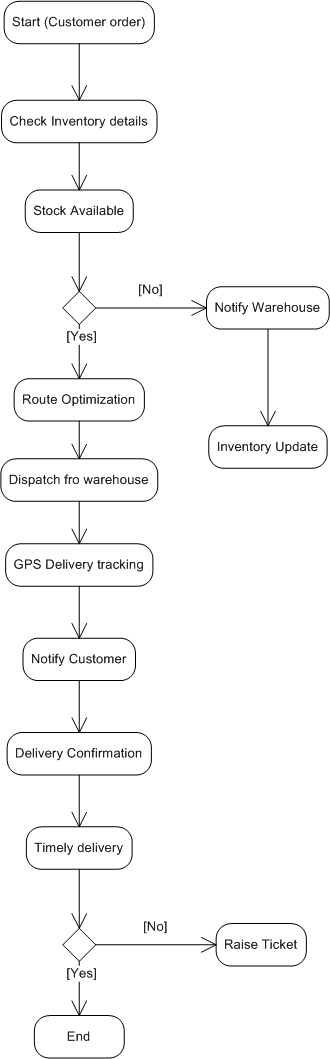 Start (Customer order)
Check Inventory details
Stock Available
[No]
Notify Warehouse
[Yes]
Route Optimization
Inventory Update
Dispatch fro warehouse
GPS Delivery tracking
Notify Customer
Delivery Confirmation
Timely delivery
[No]
Raise Ticket
[Yes]
End